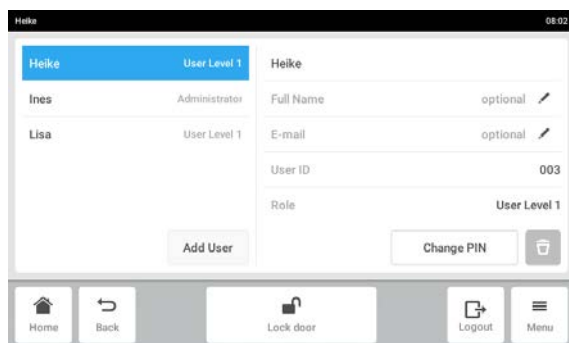 Heike 08:02
Heike User Level 1
Ines Administrator
Lisa User Level 1
Add User
Heike
Full Name optional
E-mail optional
User ID 003
Role User Level 1
Change PIN
Home Back Lock door Logout Menu